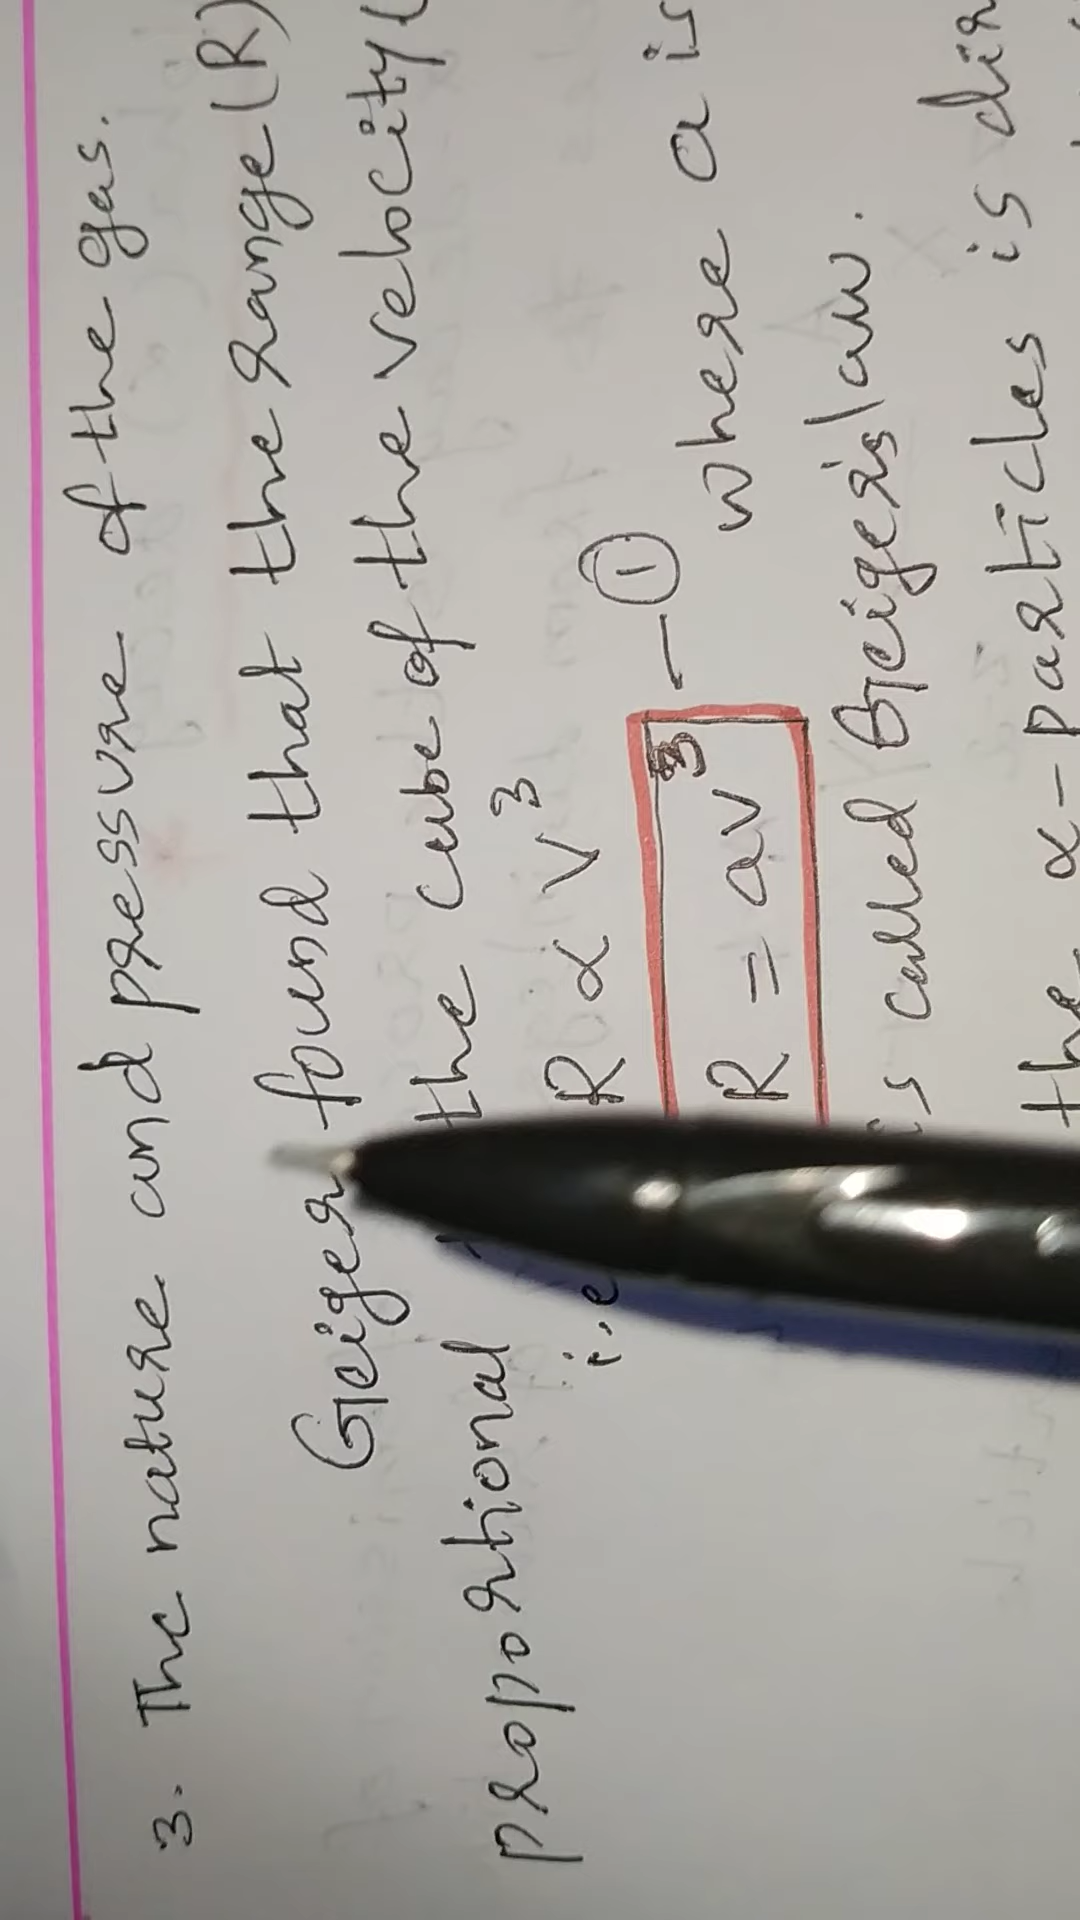 3. The nature and pressure of the gas.
Geiger found that the range (R)
proportional the cube of the velocity (
i.e R ∝ V³
R = av³ — ① where a is
is called Geiger's law.
the α - particles is